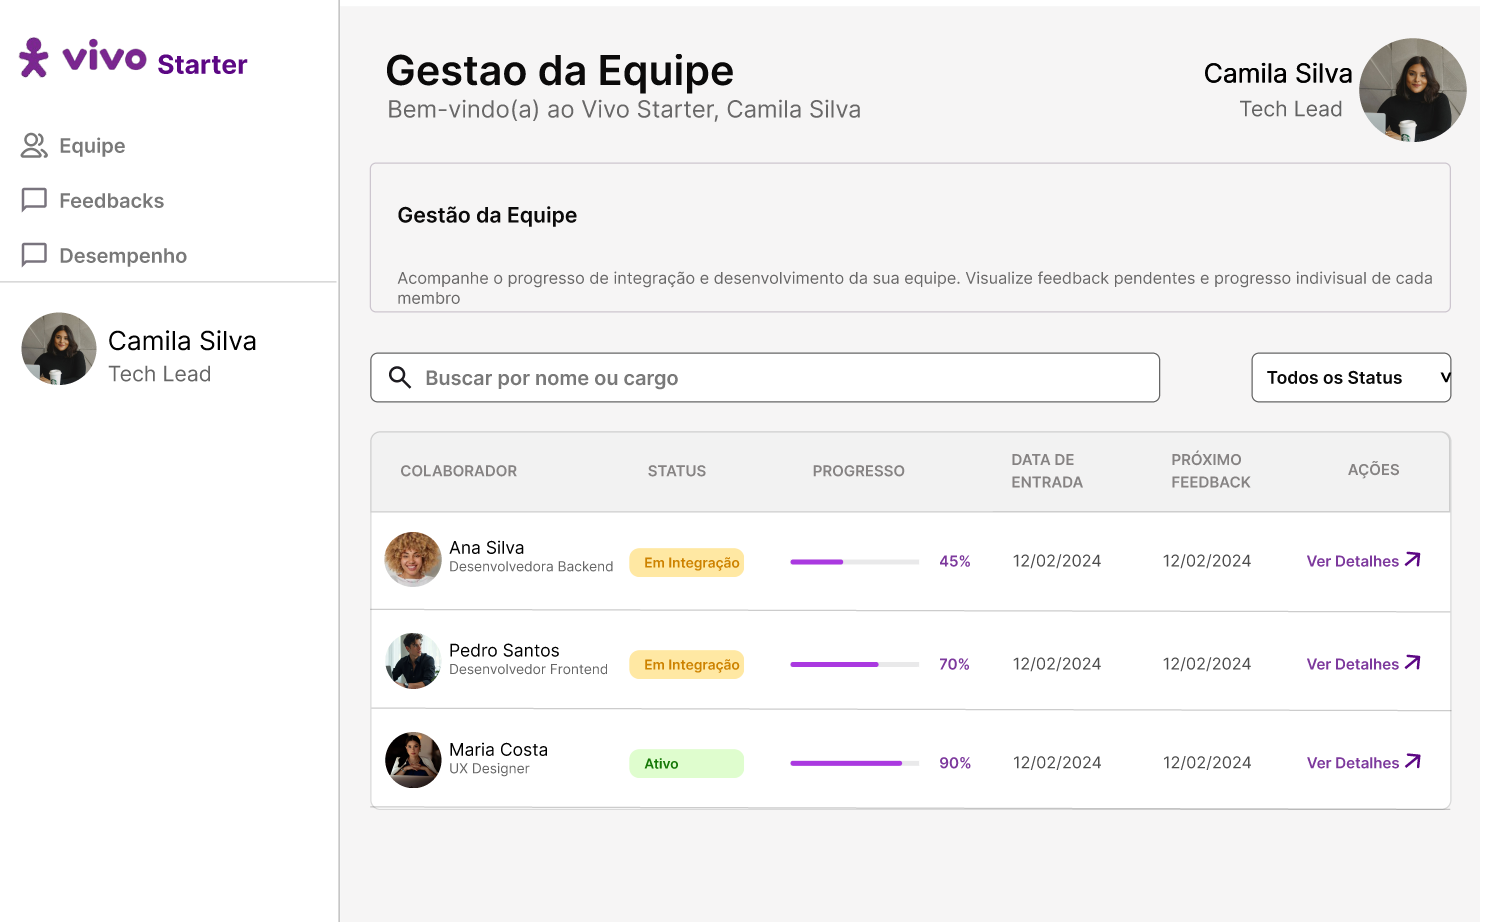 vivo Starter
Equipe
Feedbacks
Desempenho
Camila Silva
Tech Lead
Gestao da Equipe
Bem-vindo(a) ao Vivo Starter, Camila Silva
Camila Silva
Tech Lead
Gestão da Equipe
Acompanhe o progresso de integração e desenvolvimento da sua equipe. Visualize feedback pendentes e progresso indivisual de cada
membro
Buscar por nome ou cargo
Todos os Status v
COLABORADOR STATUS PROGRESSO DATA DE ENTRADA PRÓXIMO FEEDBACK AÇÕES
Ana Silva
Desenvolvedora Backend
Em Integração 45% 12/02/2024 12/02/2024 Ver Detalhes
Pedro Santos
Desenvolvedor Frontend
Em Integração 70% 12/02/2024 12/02/2024 Ver Detalhes
Maria Costa
UX Designer
Ativo 90% 12/02/2024 12/02/2024 Ver Detalhes